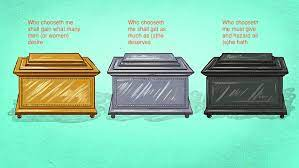 Who chooseth me
shall gain what many
men (or women)
desire
Who chooseth me
me shall get as
much as (s)he
deserves
Who chooseth
me must give
and hazard all
(s)he hath